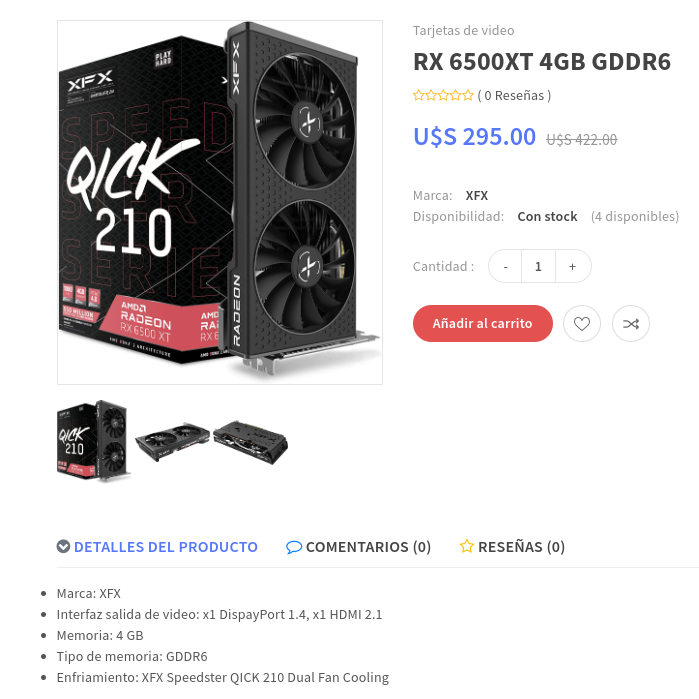 XFX
PLAY HARD
SPEED
QICK
210
SERIE
AMD
RADEON
RX 6500 XT
XFX
RADEON
Tarjetas de video
RX 6500XT 4GB GDDR6
( 0 Reseñas )
U$S 295.00 U$S 422.00
Marca: XFX
Disponibilidad: Con stock (4 disponibles)
Cantidad : - 1 +
Añadir al carrito
QICK
210
DETALLES DEL PRODUCTO COMENTARIOS (0) RESEÑAS (0)
Marca: XFX
Interfaz salida de video: x1 DispayPort 1.4, x1 HDMI 2.1
Memoria: 4 GB
Tipo de memoria: GDDR6
Enfriamiento: XFX Speedster QICK 210 Dual Fan Cooling